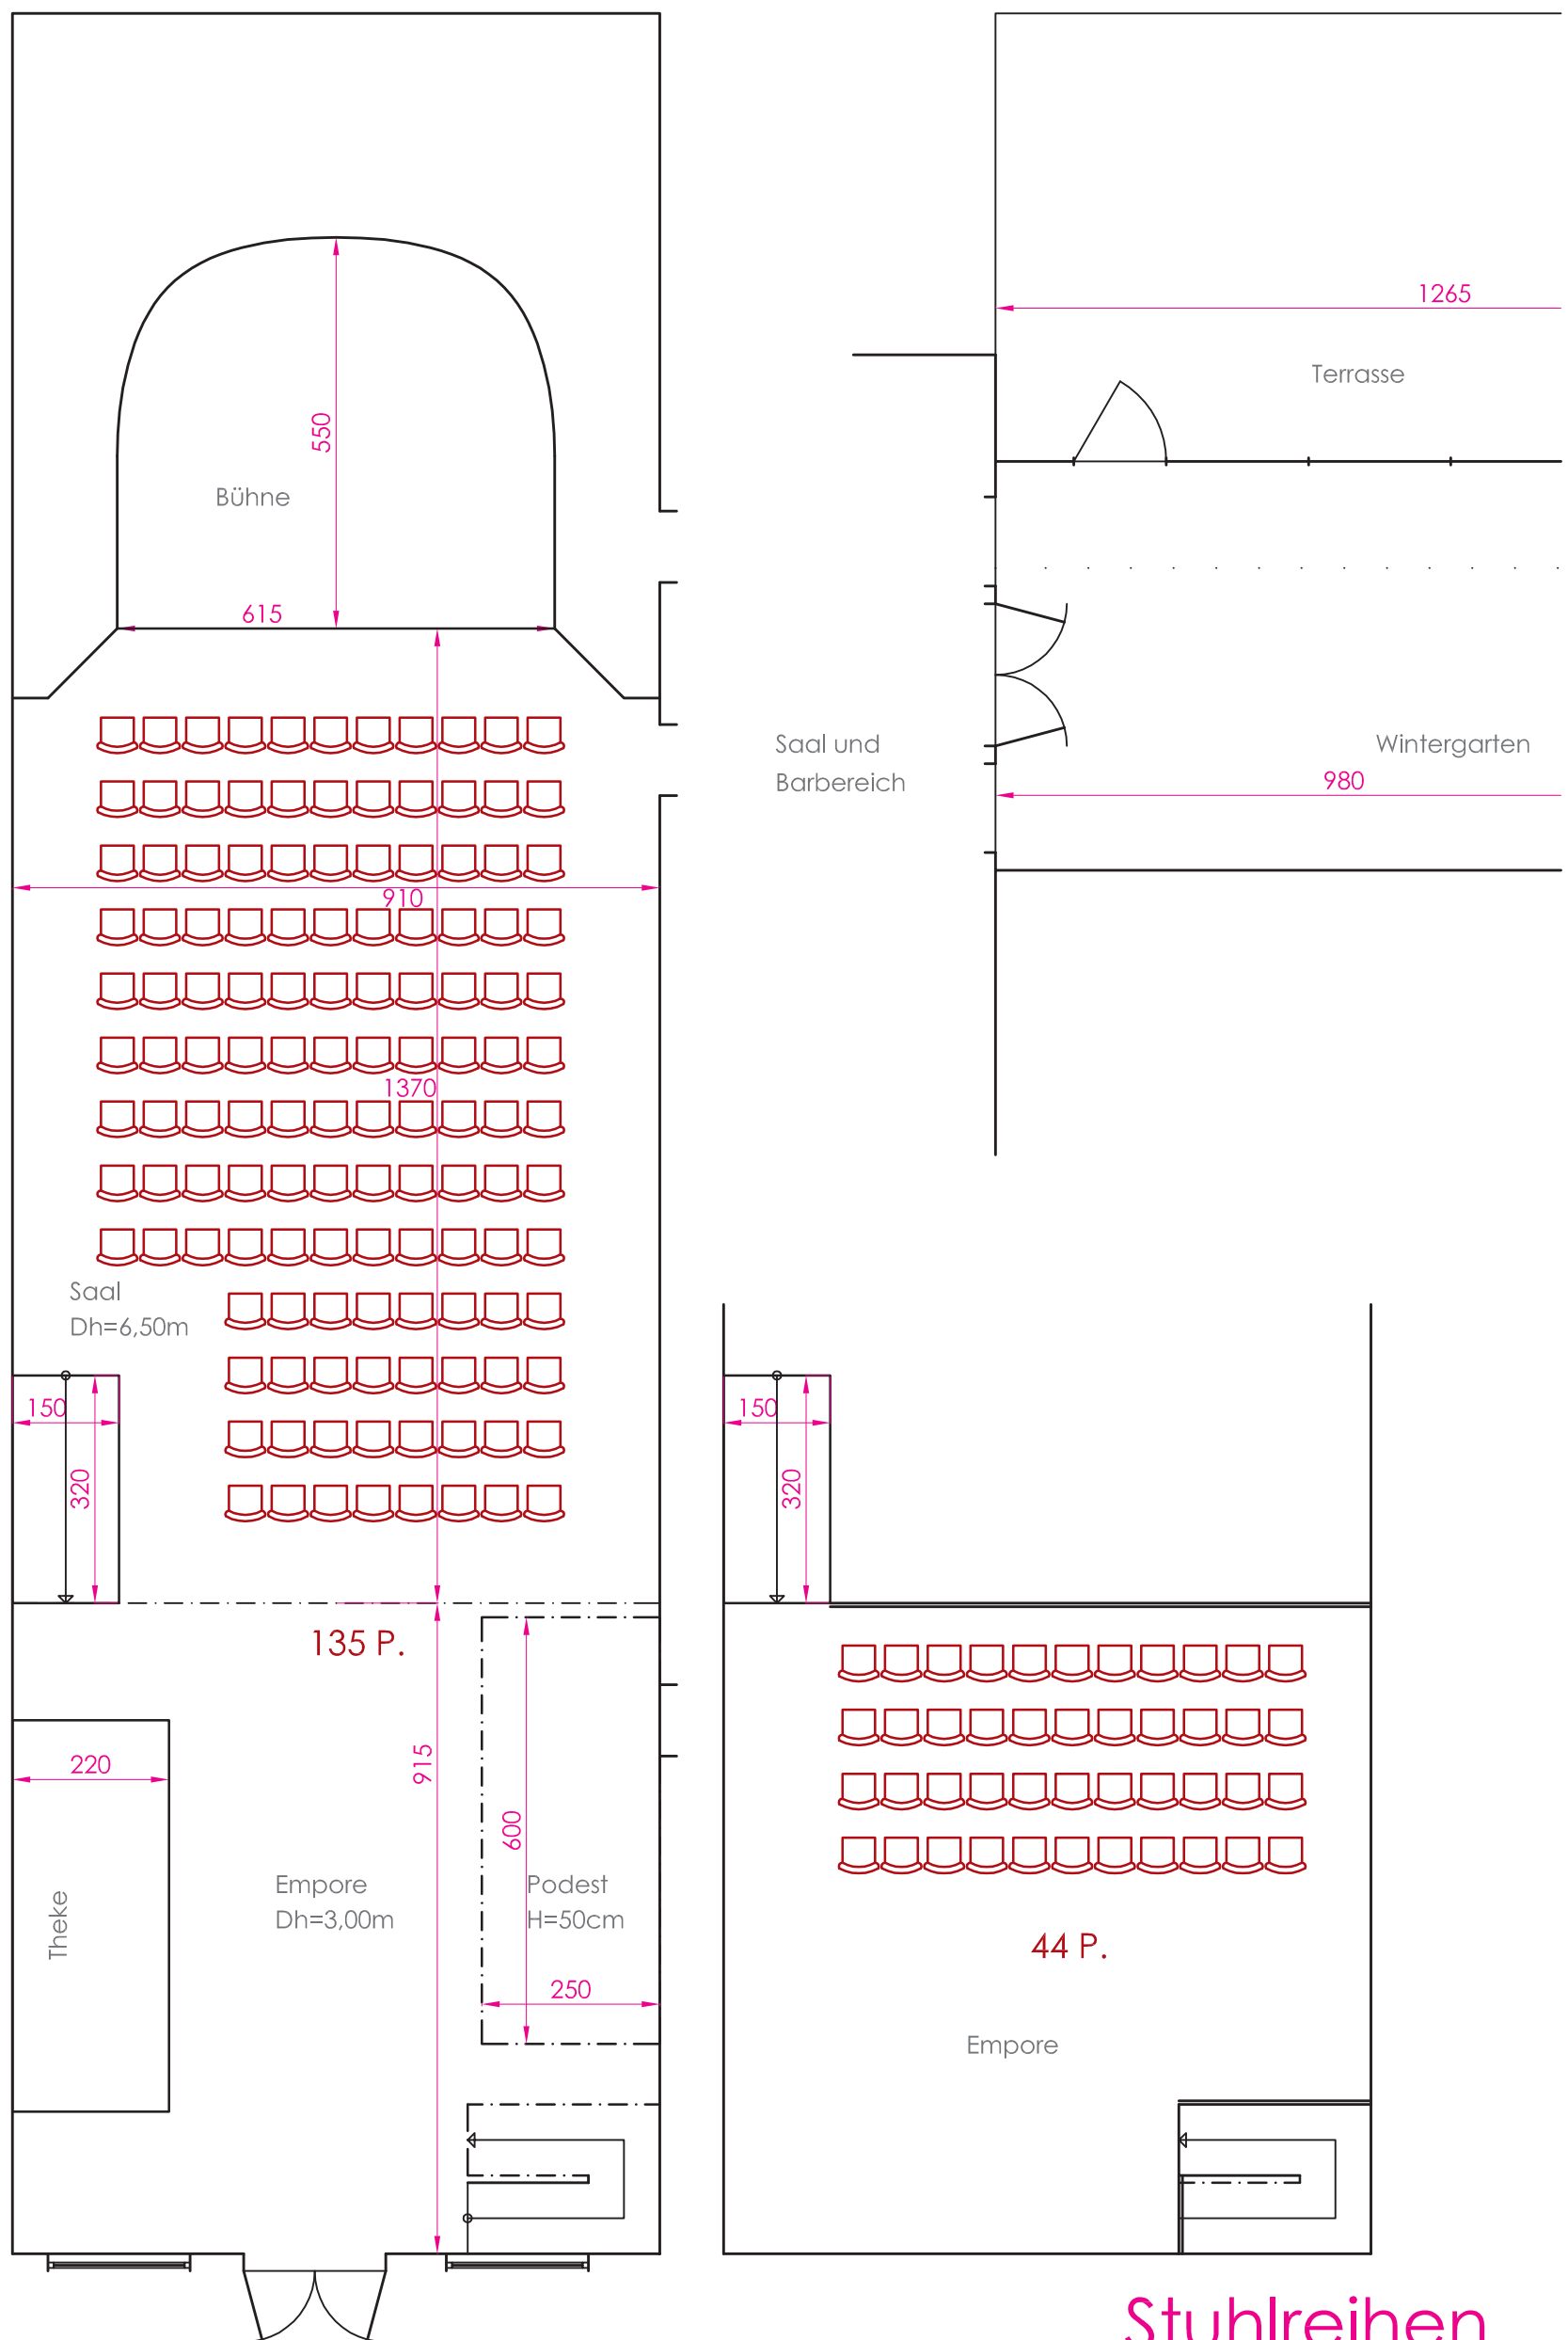 1265
Terrasse
550
Bühne
615
Saal und
Barbereich
Wintergarten
980
910
1370
Saal
Dh=6,50m
150
320
150
320
135 P.
220
915
600
Theke
Empore
Dh=3,00m
Podest
H=50cm
250
44 P.
Empore
Stuhlreihen